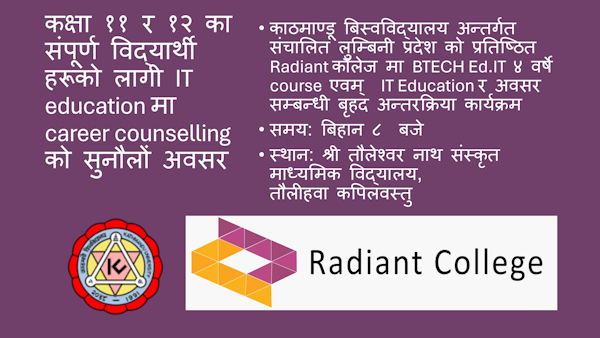 कक्षा ११ र १२ का
संपूर्ण विद्यार्थी
हरूको लागी IT
education मा
career counselling
को सुनौलों अवसर
• काठमाण्डू बिस्वविद्यालय अन्तर्गत
संचालित लुम्बिनी प्रदेश को प्रतिष्ठित
Radiant कॉलेज मा BTECH Ed.IT ४ वर्षे
course एवम् IT Education र अवसर
सम्बन्धी बृहद अन्तरक्रिया कार्यक्रम
• समय: बिहान ८ बजे
• स्थान: श्री तौलेश्वर नाथ संस्कृत
माध्यमिक विद्यालय,
तौलीहवा कपिलवस्तु
Radiant College